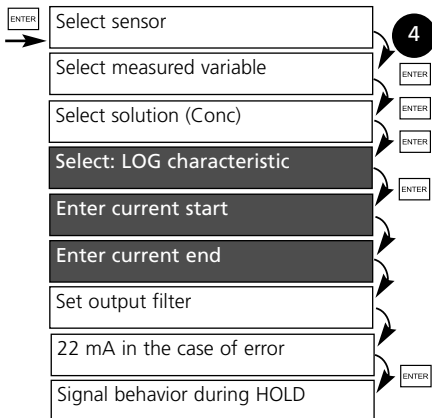 ENTER
Select sensor
4
Select measured variable
ENTER
Select solution (Conc)
ENTER
ENTER
Select: LOG characteristic
ENTER
Enter current start
Enter current end
Set output filter
22 mA in the case of error
ENTER
Signal behavior during HOLD